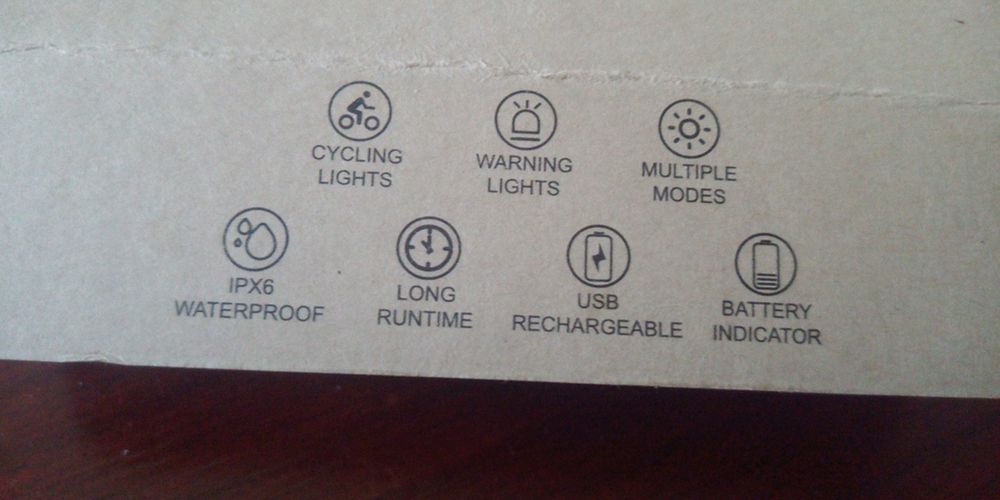 CYCLING
LIGHTS
WARNING
LIGHTS
MULTIPLE
MODES
IPX6
WATERPROOF
LONG
RUNTIME
USB
RECHARGEABLE
BATTERY
INDICATOR